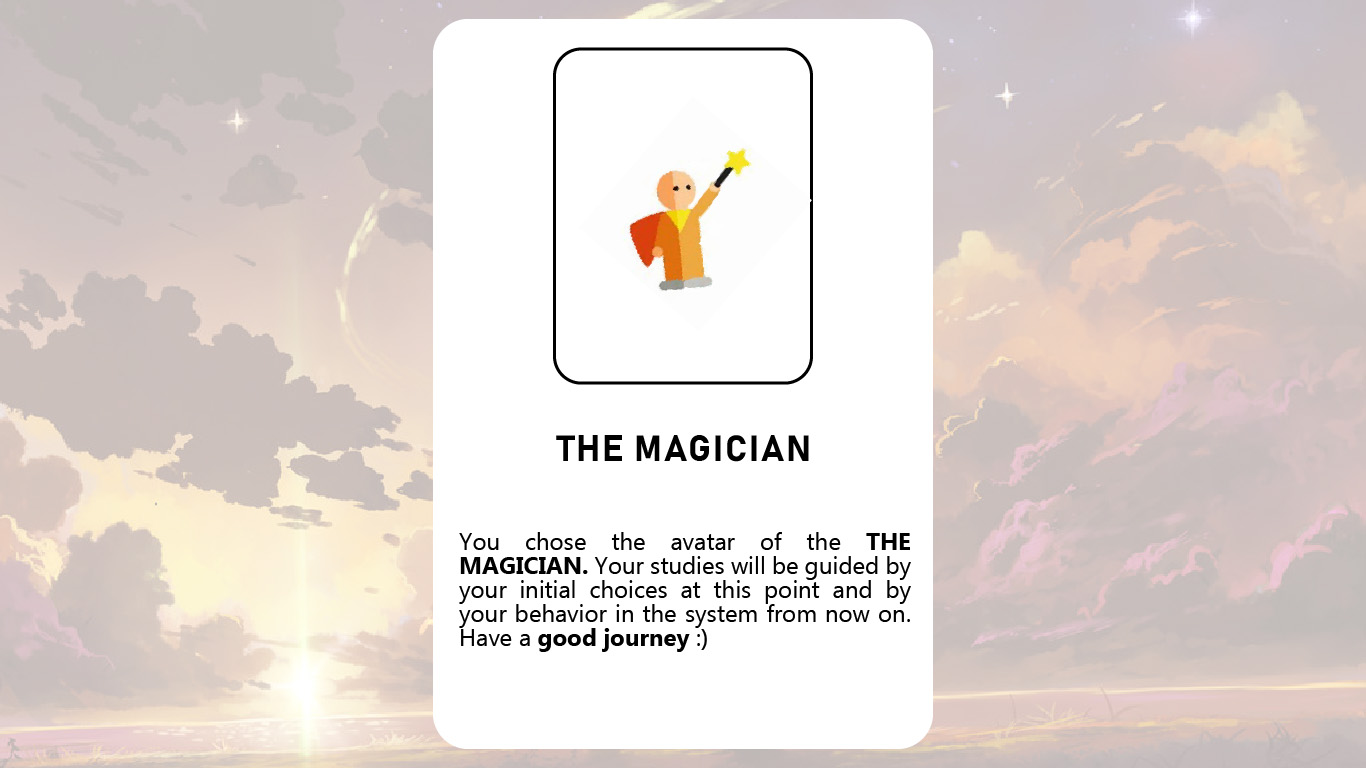 THE MAGICIAN
You chose the avatar of the THE
MAGICIAN. Your studies will be guided by
your initial choices at this point and by
your behavior in the system from now on.
Have a good journey :)